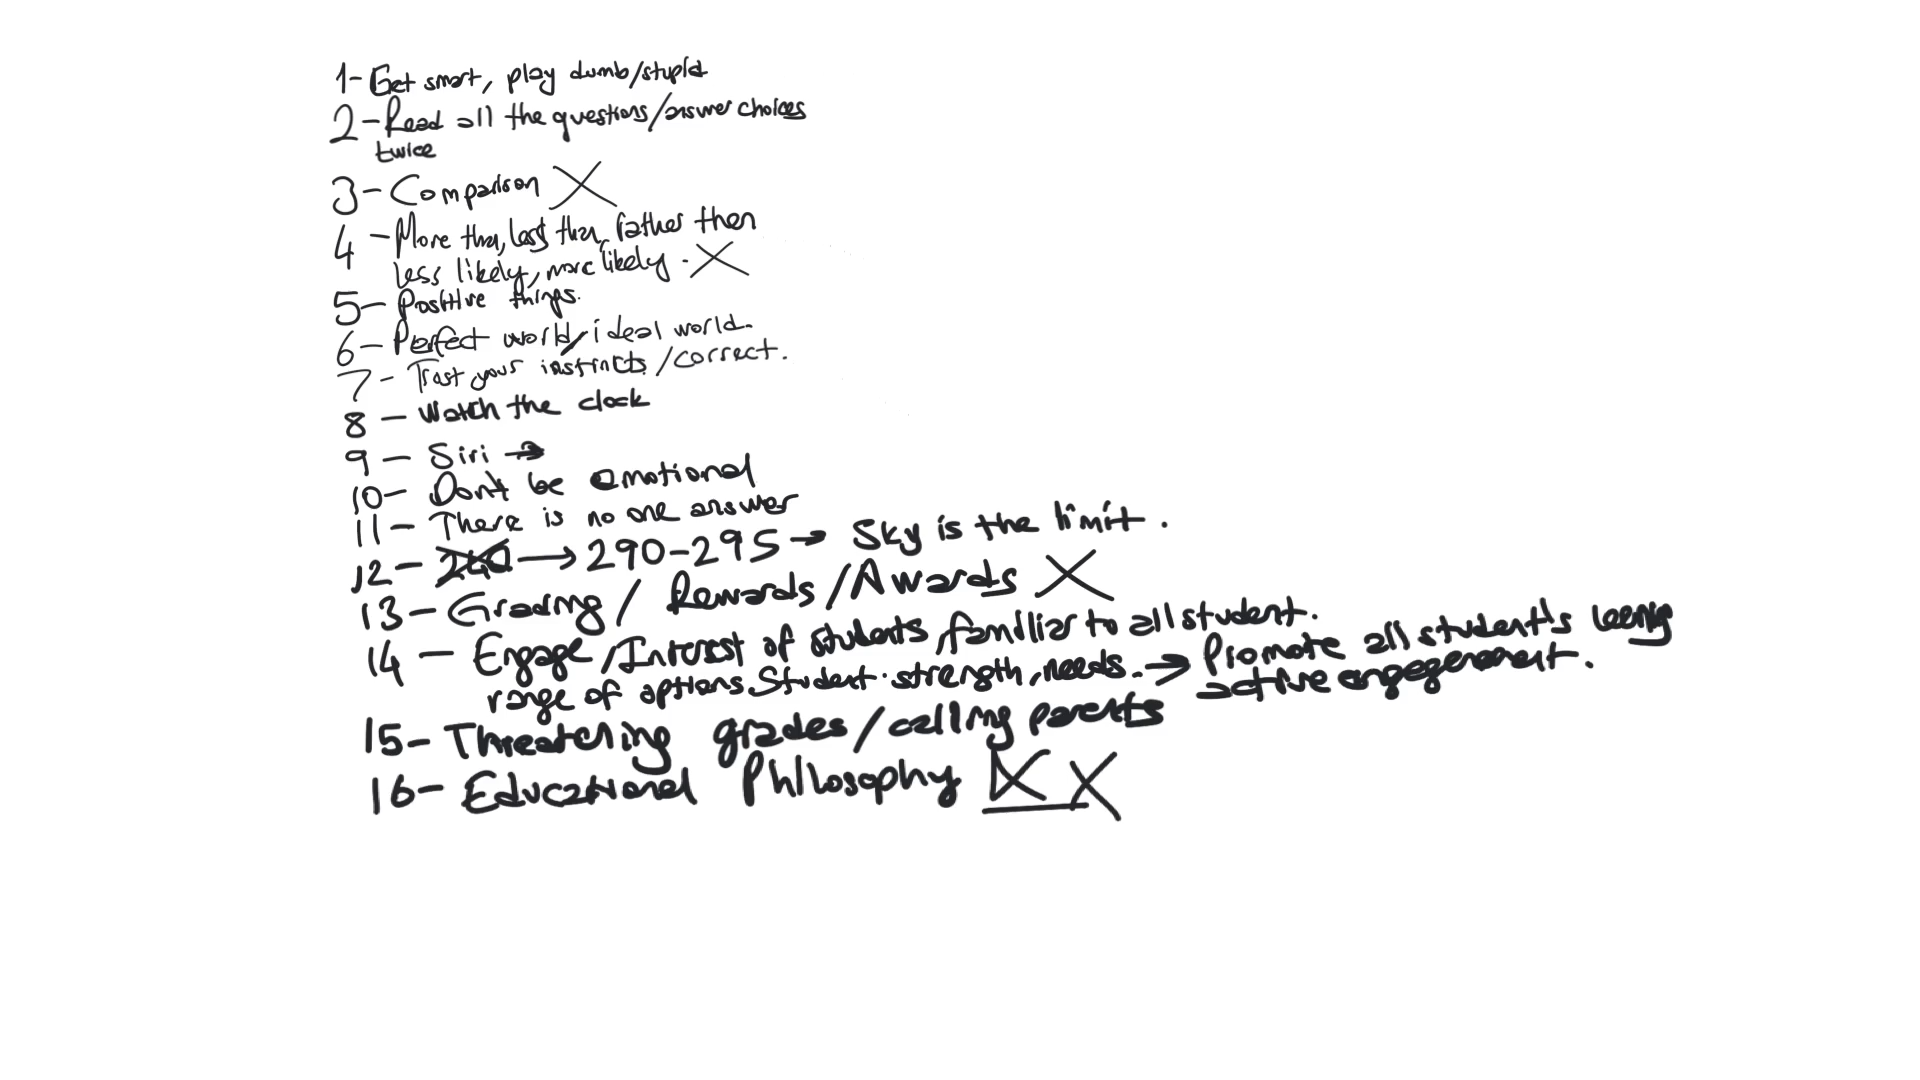 1- Get smart, play dumb/stupid
2- Read all the questions/answer choices
twice
3- Comparison X
4- More than, less than, rather then
less likely, more likely. X
5- Positive things.
6- Perfect world/ideal world.
7- Trust your instincts/correct.
8- Watch the clock
9- Siri →
10- Don't be emotional
11- There is no one answer
12- 240 → 290-295 → Sky is the limit.
13- Grading/ Rewards/Awards X
14- Engage/Interest of students, familiar to all student.
range of options. Student. strength, needs. → Promote all student's
active engegement.
15- Threatening grades/calling parents
16- Educational Philosophy X X